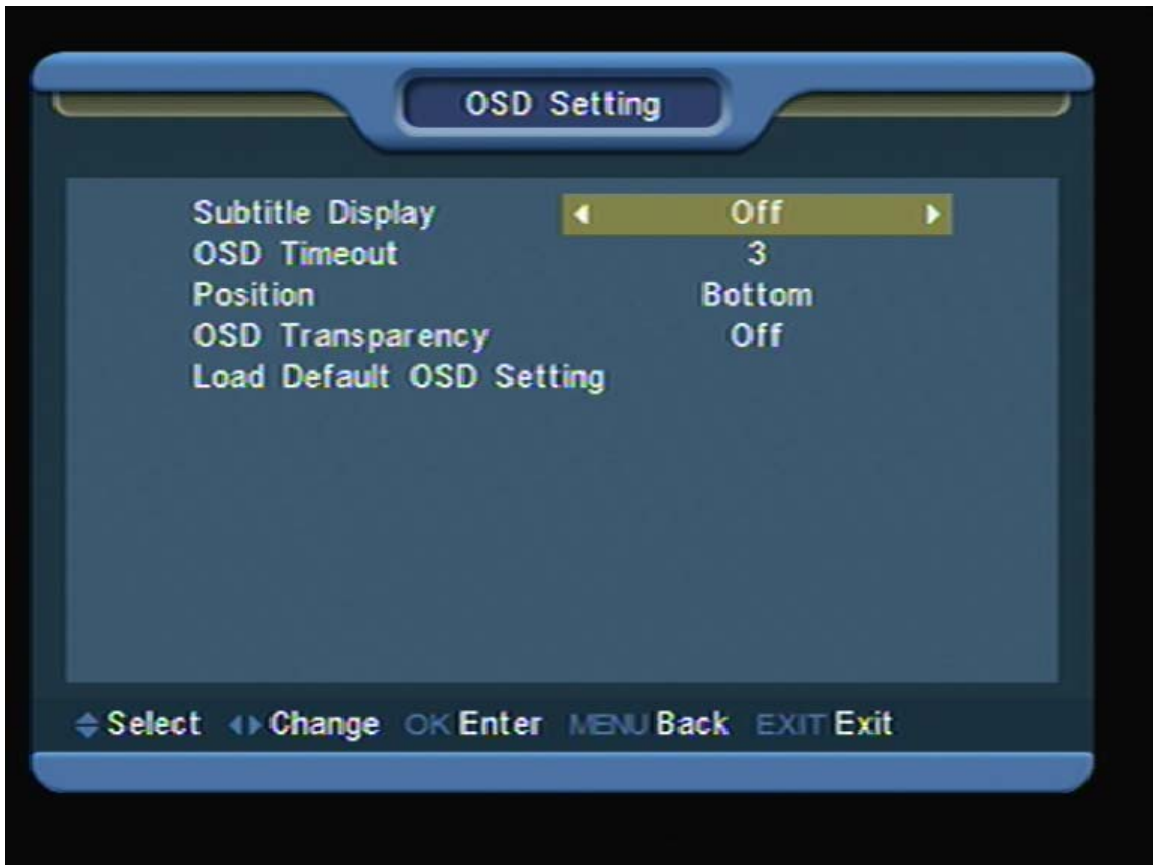 OSD Setting
Subtitle Display Off
OSD Timeout 3
Position Bottom
OSD Transparency Off
Load Default OSD Setting
Select Change OK Enter MENU Back EXIT Exit